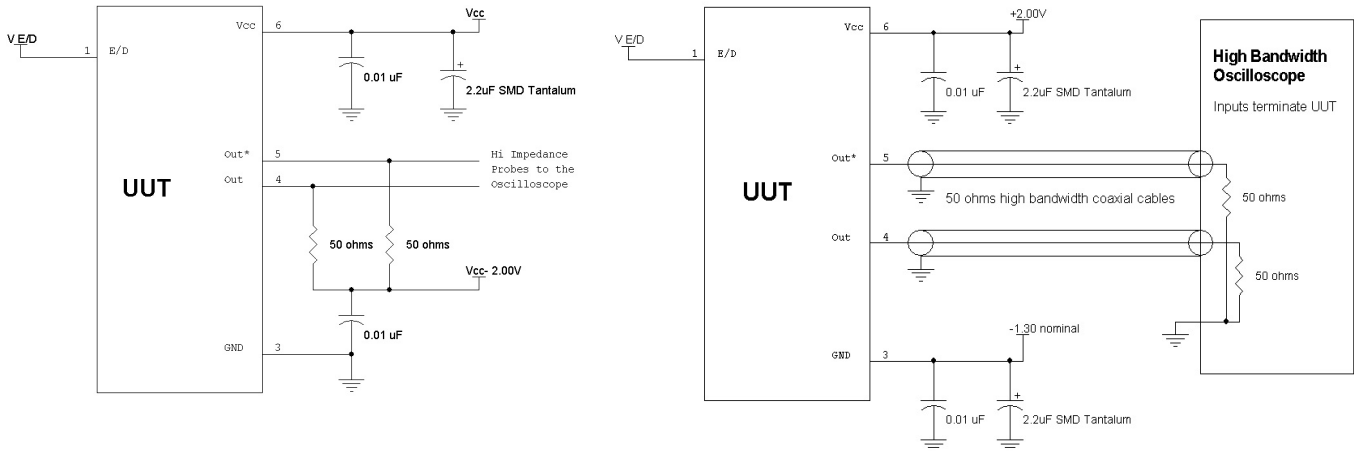 Vcc
V E/D
1
E/D
Vcc
6
0.01 uF
+
2.2uF SMD Tantalum
Out*
5
Out
4
Hi Impedance
Probes to the
Oscilloscope
UUT
50 ohms
50 ohms
Vcc- 2.00V
0.01 uF
GND
3
+2.00V
V E/D
1
E/D
Vcc
6
0.01 uF
+
2.2uF SMD Tantalum
High Bandwidth
Oscilloscope
Inputs terminate UUT
Out*
5
UUT
50 ohms high bandwidth coaxial cables
50 ohms
Out
4
50 ohms
-1.30 nominal
GND
3
0.01 uF
+
2.2uF SMD Tantalum